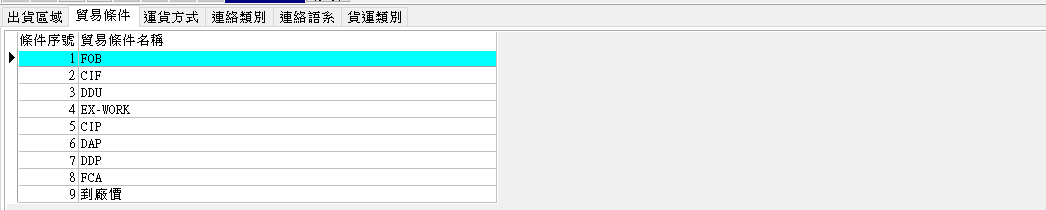 出貨區域 貿易條件 運貨方式 連絡類別 連絡語系 貨運類別
條件序號 貿易條件名稱
1 FOB
2 CIF
3 DDU
4 EX-WORK
5 CIP
6 DAP
7 DDP
8 FCA
9 到廠價